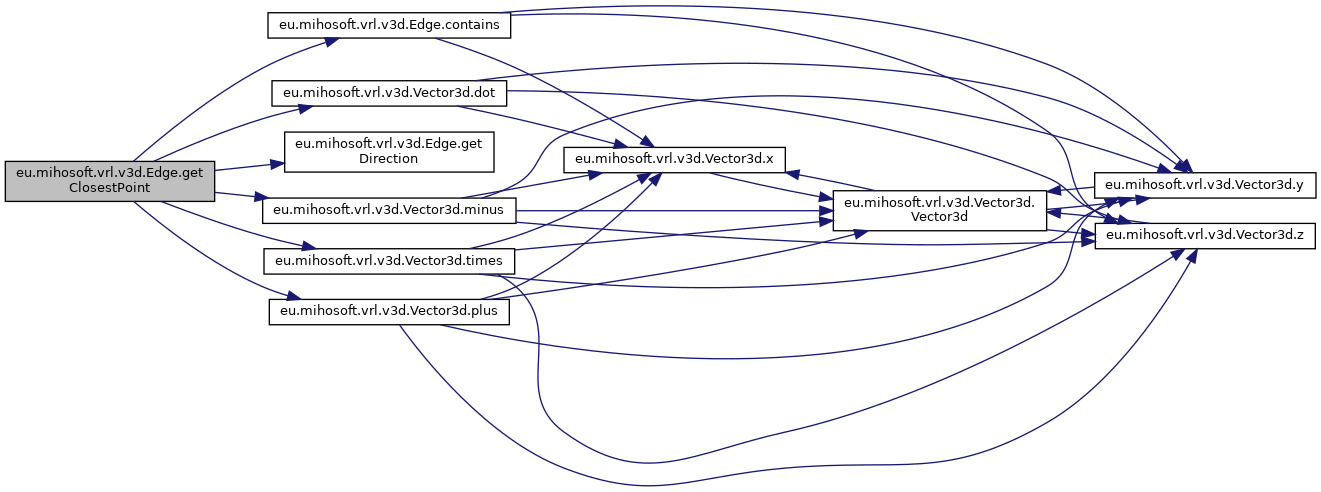 eu.mihosoft.vrl.v3d.Edge.get
ClosestPoint
eu.mihosoft.vrl.v3d.Edge.contains
eu.mihosoft.vrl.v3d.Vector3d.dot
eu.mihosoft.vrl.v3d.Edge.get
Direction
eu.mihosoft.vrl.v3d.Vector3d.minus
eu.mihosoft.vrl.v3d.Vector3d.times
eu.mihosoft.vrl.v3d.Vector3d.plus
eu.mihosoft.vrl.v3d.Vector3d.x
eu.mihosoft.vrl.v3d.Vector3d.
Vector3d
eu.mihosoft.vrl.v3d.Vector3d.y
eu.mihosoft.vrl.v3d.Vector3d.z